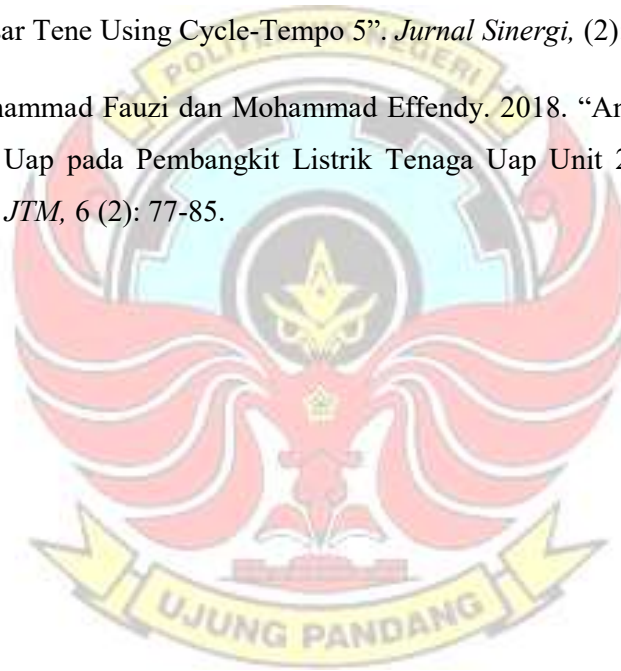 sar Tene Using Cycle-Tempo 5”. Jurnal Sinergi, (2)
ammad Fauzi dan Mohammad Effendy. 2018. “An
Uap pada Pembangkit Listrik Tenaga Uap Unit 2
JTM, 6 (2): 77-85.
UJUNG PANDANG